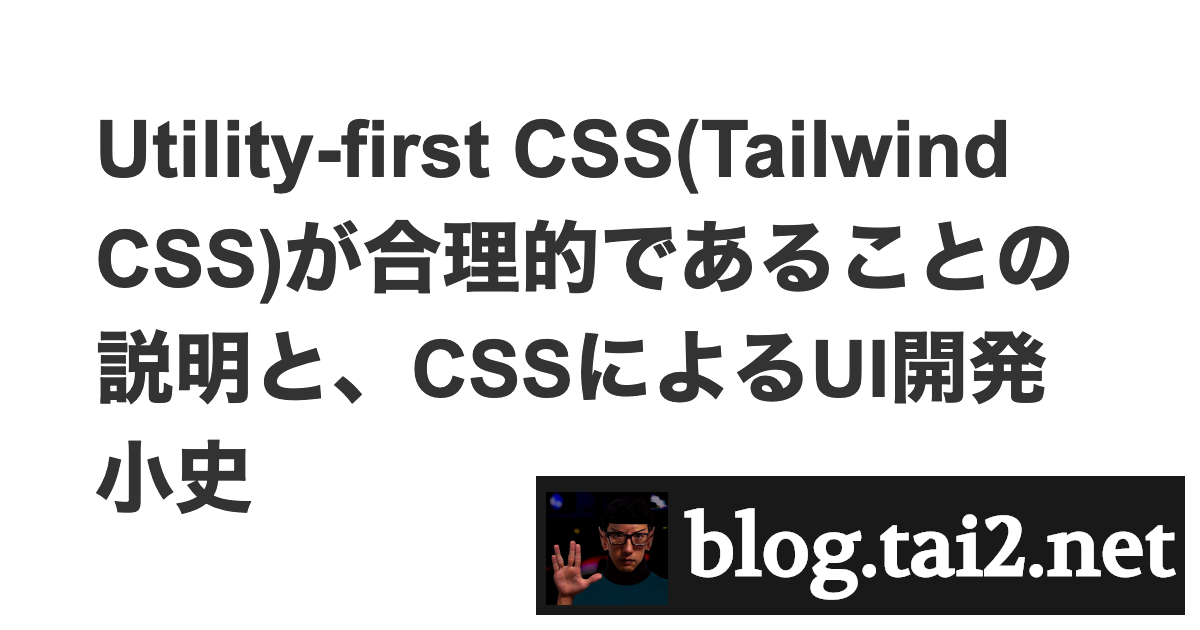 Utility-first CSS(Tailwind
CSS)が合理的であることの
説明と、CSSによるUI開発
小史
blog.tai2.net